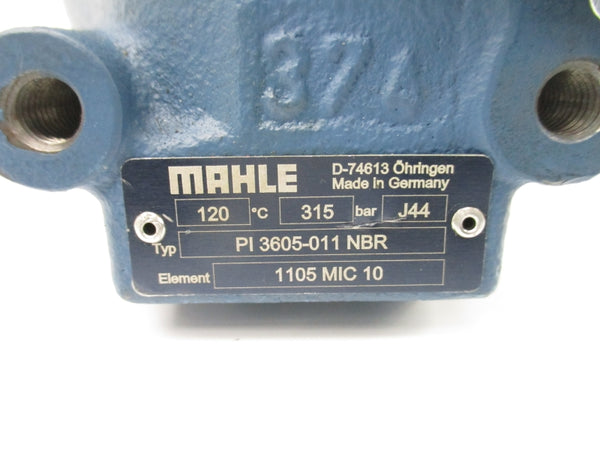 374
MAHLE
D-74613 Öhringen
Made in Germany
120 °C 315 bar J44
Typ PI 3605-011 NBR
Element 1105 MIC 10